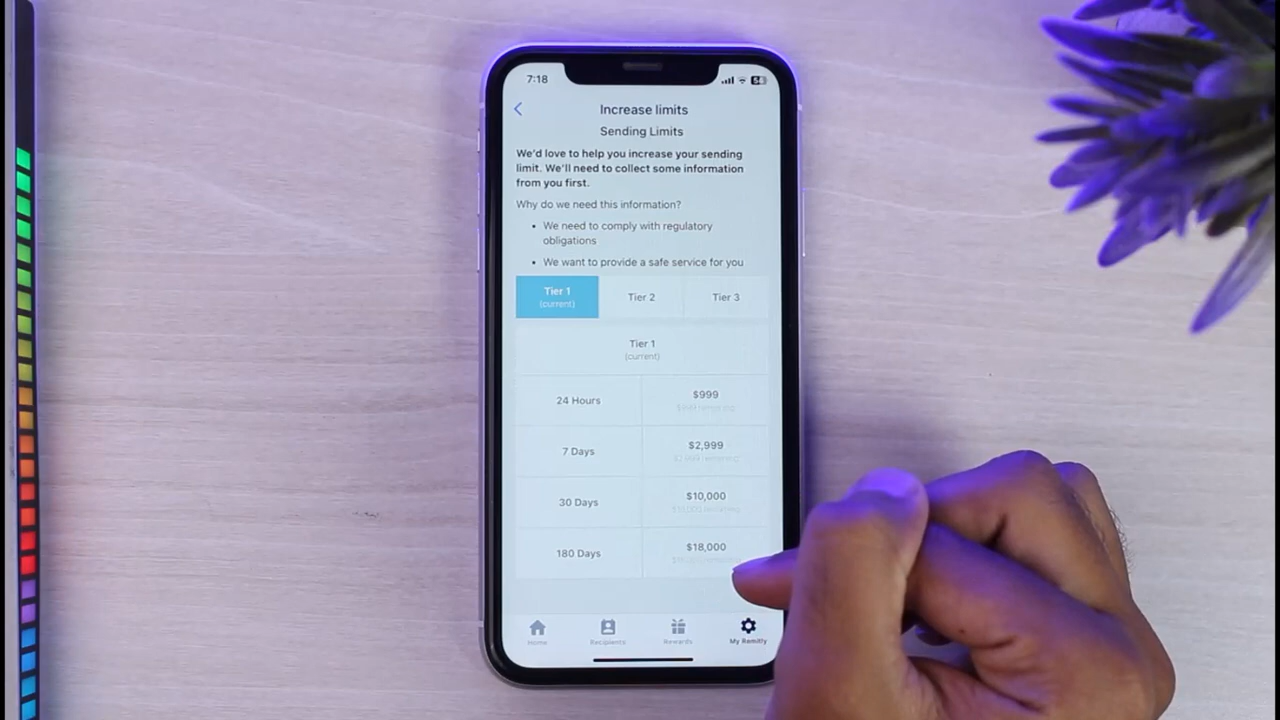 7:18
54
Increase limits
Sending Limits
We'd love to help you increase your sending
limit. We'll need to collect some information
from you first.
Why do we need this information?
• We need to comply with regulatory
obligations
• We want to provide a safe service for you
Tier 1
(current)
Tier 2
Tier 3
Tier 1
(current)
24 Hours
$999
7 Days
$2,999
30 Days
$10,000
180 Days
$18,000
Home
Recipients
Rewards
My Remitly